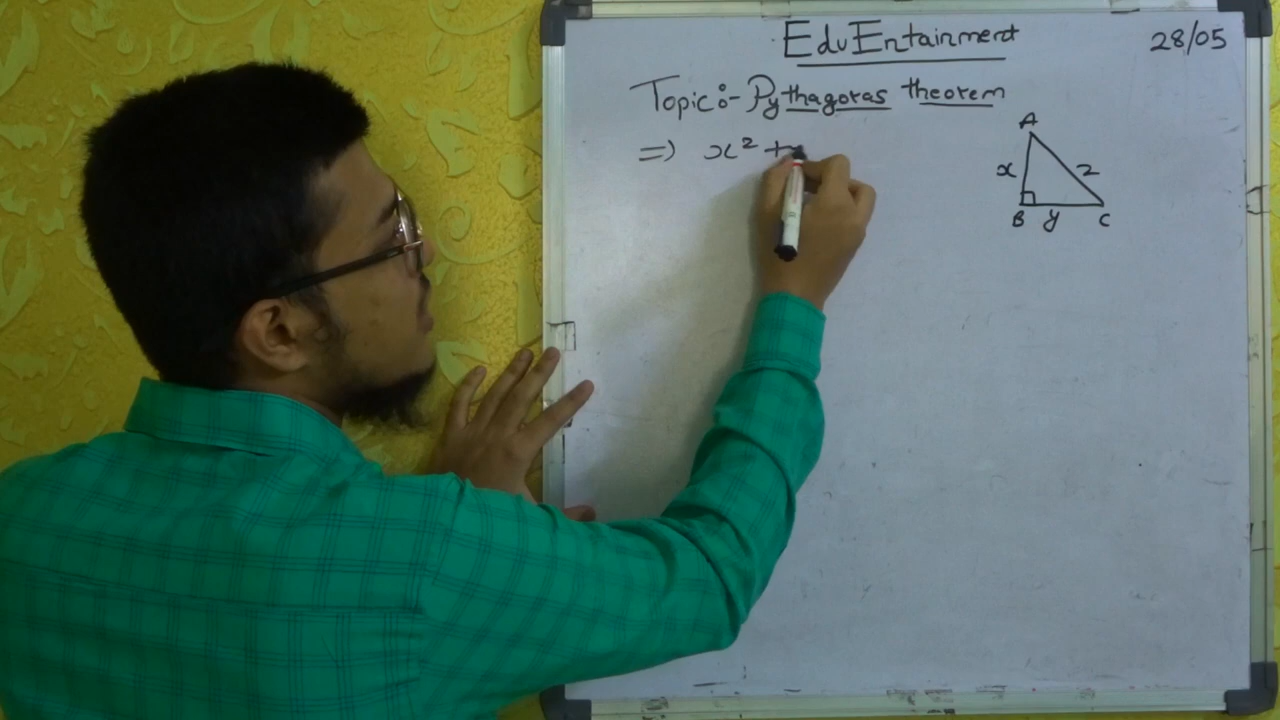 EduEntainment
28/05
Topic:- Pythagoras theorem
=) x² +
A
x z
B y C